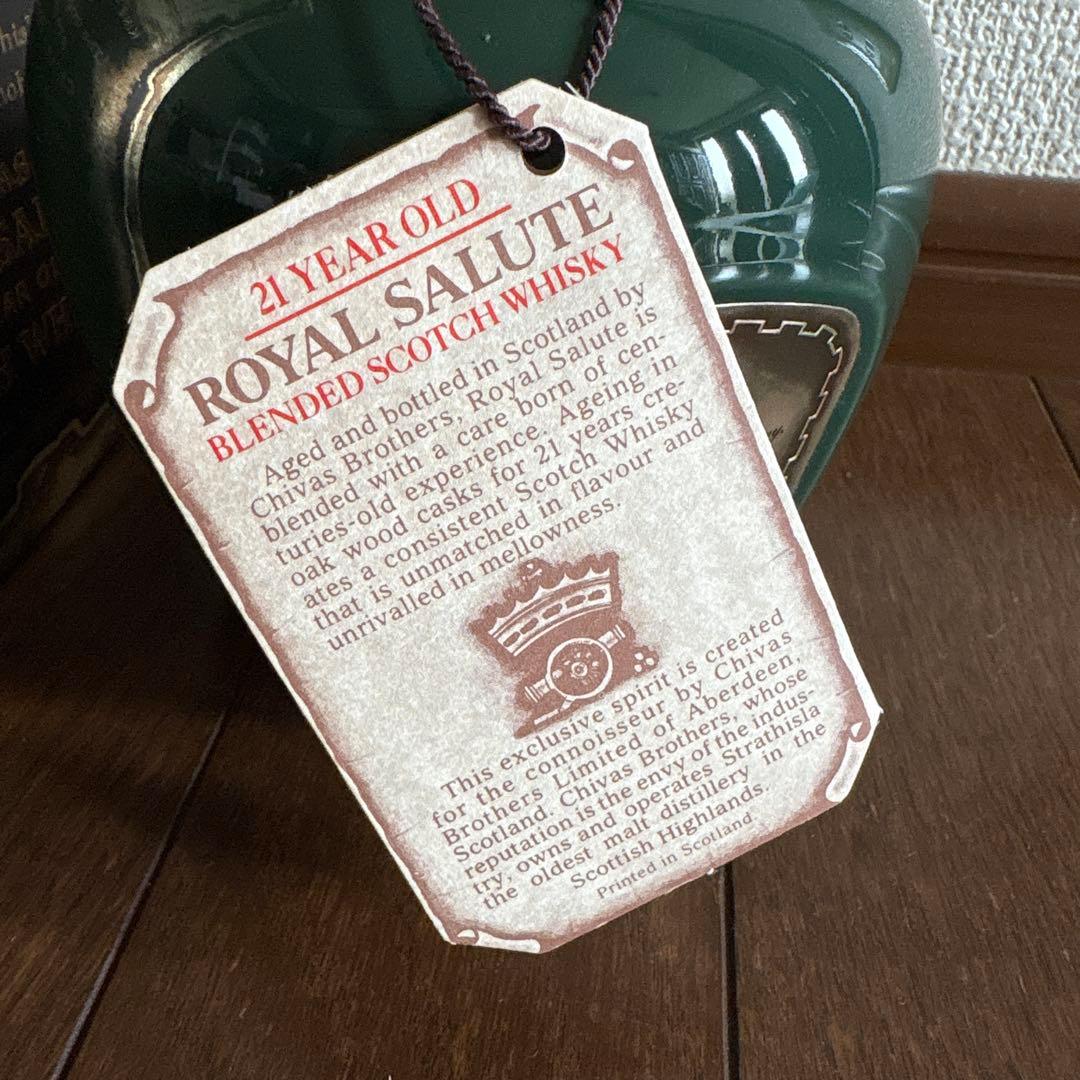 21 YEAR OLD
ROYAL SALUTE
BLENDED SCOTCH WHISKY
Aged and bottled in Scotland by
Chivas Brothers, Royal Salute is
blended with a care born of cen-
turies-old experience. Ageing in
oak wood casks for 21 years cre-
ates a consistent Scotch Whisky
that is unmatched in flavour and
unrivalled in mellowness.
This exclusive spirit is created
for the connoisseur by Chivas
Brothers Limited of Aberdeen,
Scotland. Chivas Brothers, whose
reputation is the envy of the indus-
try, owns and operates Strathisla
the oldest malt distillery in the
Scottish Highlands.
Printed in Scotland.